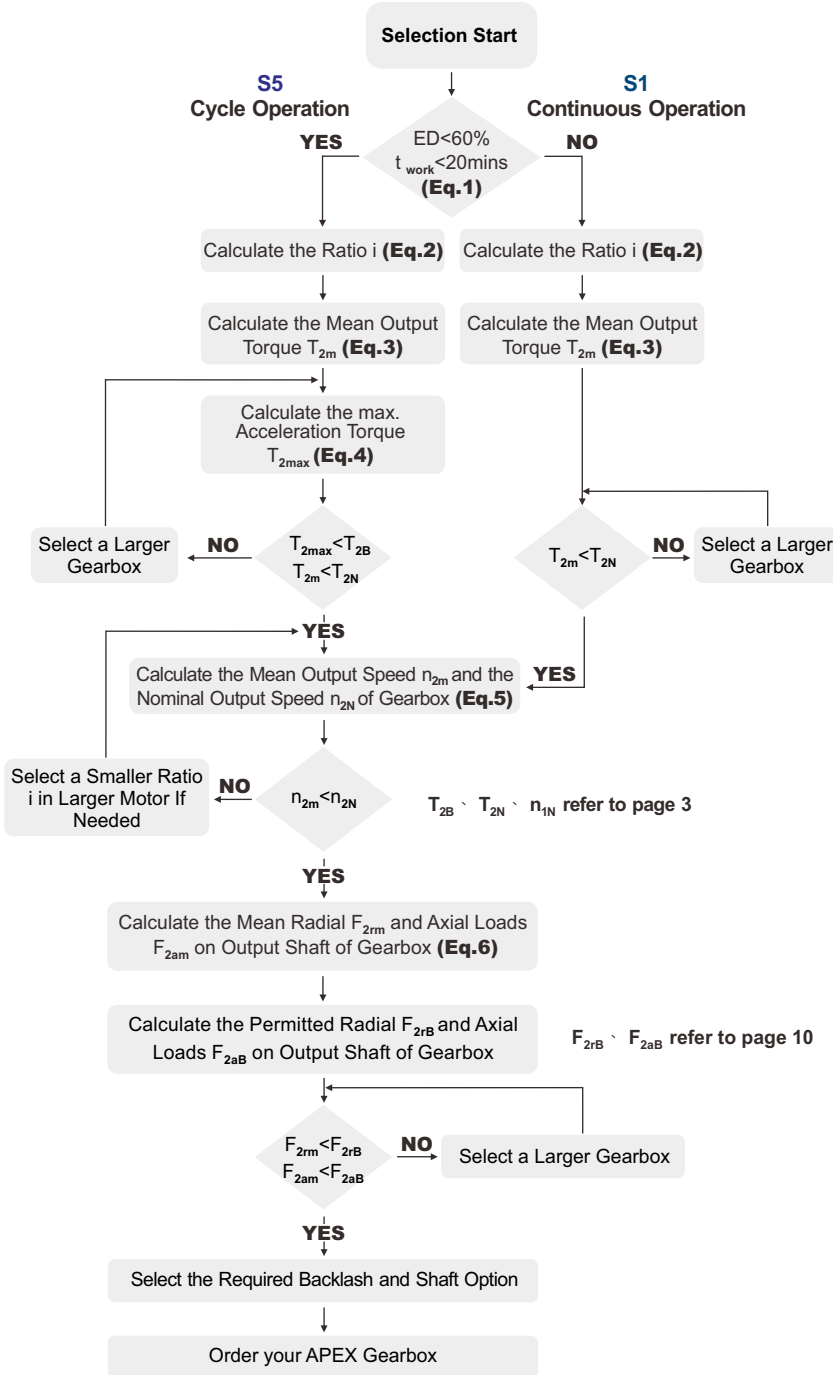 Selection Start
S5
Cycle Operation
S1
Continuous Operation
YES
ED<60%
t work<20mins
(Eq.1)
NO
Calculate the Ratio i (Eq.2)
Calculate the Ratio i (Eq.2)
Calculate the Mean Output
Torque T2m (Eq.3)
Calculate the Mean Output
Torque T2m (Eq.3)
Calculate the max.
Acceleration Torque
T2max (Eq.4)
Select a Larger
Gearbox
NO
T2max<T2B
T2m<T2N
T2m<T2N
NO
Select a Larger
Gearbox
YES
Calculate the Mean Output Speed n2m and the
Nominal Output Speed n2N of Gearbox (Eq.5)
YES
Select a Smaller Ratio
i in Larger Motor If
Needed
NO
n2m<n2N
T2B、 T2N、 n1N refer to page 3
YES
Calculate the Mean Radial F2rm and Axial Loads
F2am on Output Shaft of Gearbox (Eq.6)
Calculate the Permitted Radial F2rB and Axial
Loads F2aB on Output Shaft of Gearbox
F2rB、 F2aB refer to page 10
F2rm<F2rB
F2am<F2aB
NO
Select a Larger Gearbox
YES
Select the Required Backlash and Shaft Option
Order your APEX Gearbox